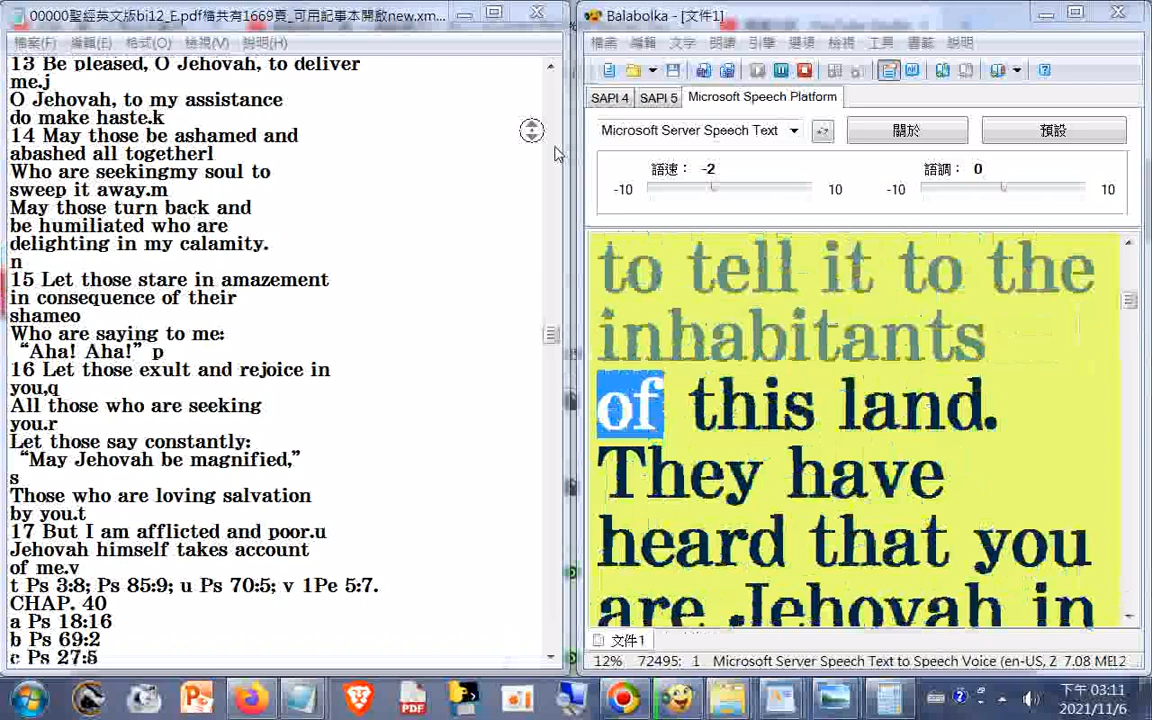 00000聖經英文版bi12_E.pdf檔共有1669頁_可用記事本開啟new.xm...
檔案(F) 編輯(E) 格式(O) 檢視(V) 說明(H)
13 Be pleased, O Jehovah, to deliver
me.j
O Jehovah, to my assistance
do make haste.k
14 May those be ashamed and
abashed all togetherl
Who are seekingmy soul to
sweep it away.m
May those turn back and
be humiliated who are
delighting in my calamity.
n
15 Let those stare in amazement
in consequence of their
shameo
Who are saying to me:
“Aha! Aha!” p
16 Let those exult and rejoice in
you,q
All those who are seeking
you.r
Let those say constantly:
“May Jehovah be magnified,”
s
Those who are loving salvation
by you.t
17 But I am afflicted and poor.u
Jehovah himself takes account
of me.v
t Ps 3:8; Ps 85:9; u Ps 70:5; v 1Pe 5:7.
CHAP. 40
a Ps 18:16
b Ps 69:2
c Ps 27:5
Balabolka - [文件1]
檔案 編輯 文字 朗讀 引擎 選項 檢視 工具 書籤 說明
SAPI 4 SAPI 5 Microsoft Speech Platform
Microsoft Server Speech Text 關於 預設
語速： -2 語調： 0
-10 10 -10 10
to tell it to the
inhabitants
of this land.
They have
heard that you
are Jehovah in
文件1
12% 72495: 1 Microsoft Server Speech Text to Speech Voice (en-US, Z 7.08 ME12
PDF
下午 03:11
2021/11/6